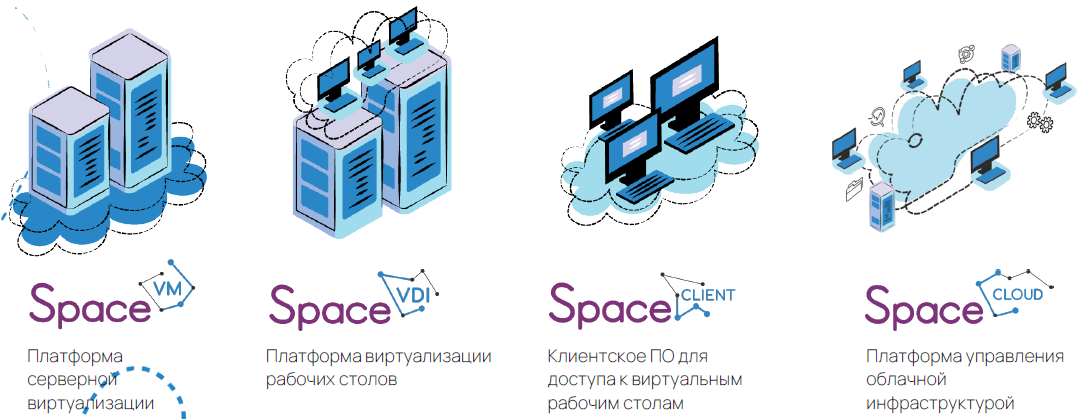 Space VM
Платформа
серверной
виртуализации
Space VDI
Платформа виртуализации
рабочих столов
Space CLIENT
Клиентское ПО для
доступа к виртуальным
рабочим столам
Space CLOUD
Платформа управления
облачной
инфраструктурой